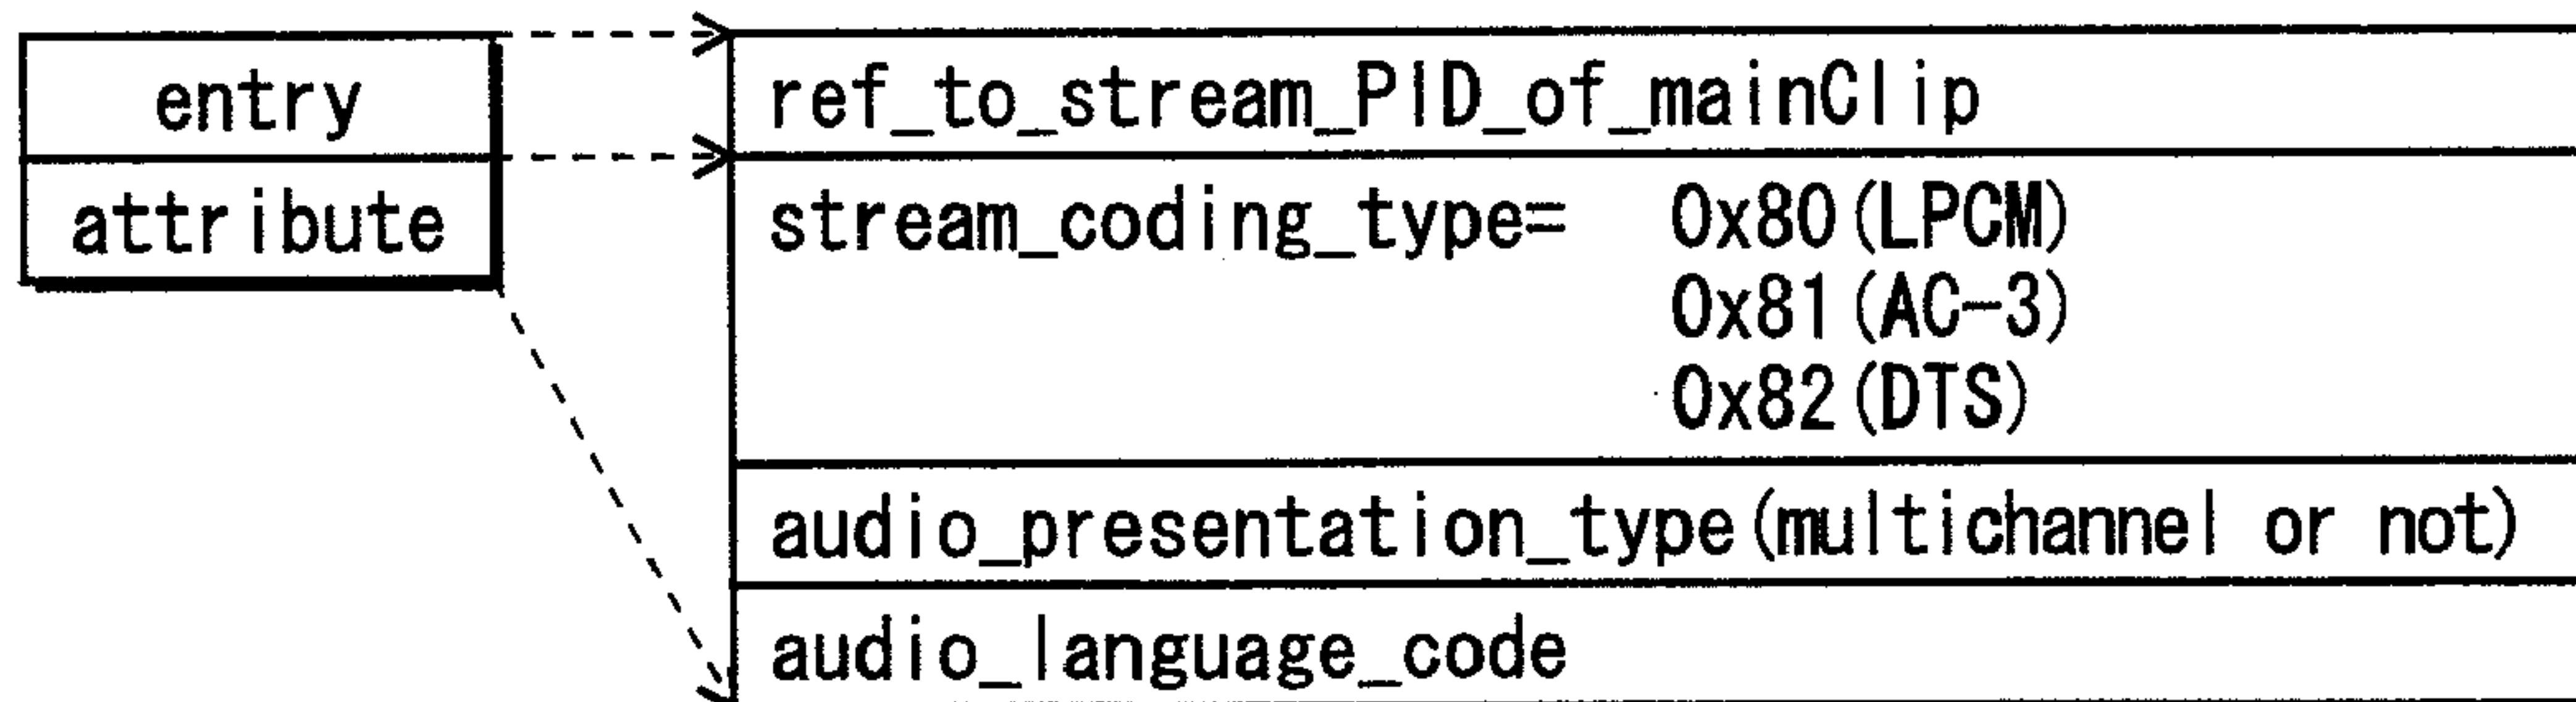 entry
attribute
ref_to_stream_PID_of_mainClip
stream_coding_type= 0x80(LPCM)
0x81(AC-3)
0x82(DTS)
audio_presentation_type(multichannel or not)
audio_language_code